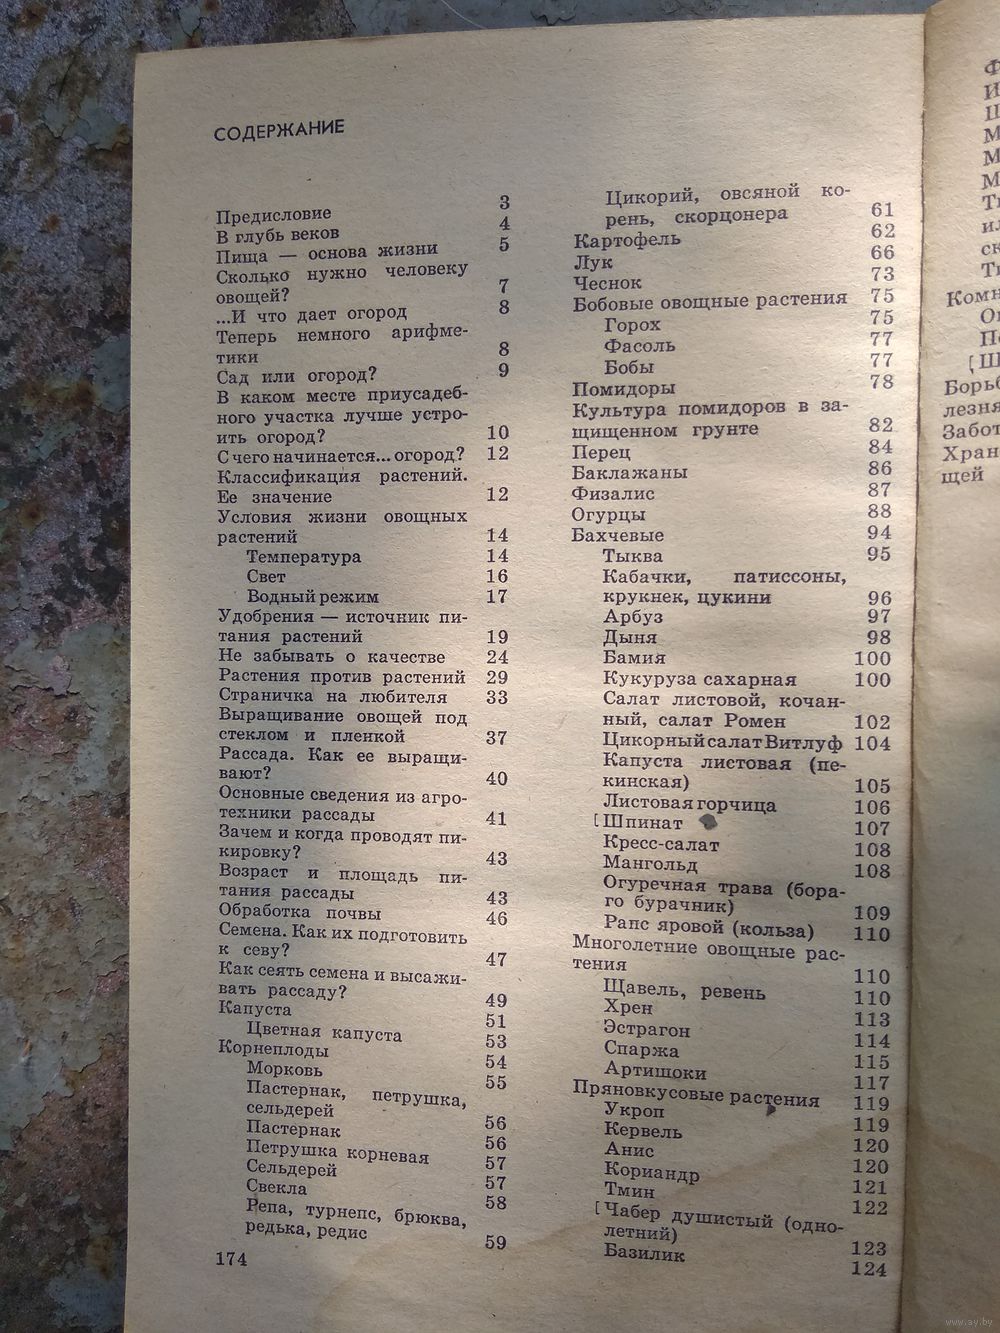 СОДЕРЖАНИЕ
Предисловие 3
В глубь веков 4
Пища — основа жизни 5
Сколько нужно человеку
овощей? 7
...И что дает огород 8
Теперь немного арифме-
тики 8
Сад или огород? 9
В каком месте приусадеб-
ного участка лучше устро-
ить огород? 10
С чего начинается... огород? 12
Классификация растений.
Ее значение 12
Условия жизни овощных
растений 14
Температура 14
Свет 16
Водный режим 17
Удобрения — источник пи-
тания растений 19
Не забывать о качестве 24
Растения против растений 29
Страничка на любителя 33
Выращивание овощей под
стеклом и пленкой 37
Рассада. Как ее выращи-
вают? 40
Основные сведения из агро-
техники рассады 41
Зачем и когда проводят пи-
кировку? 43
Возраст и площадь пи-
тания рассады 43
Обработка почвы 46
Семена. Как их подготовить
к севу? 47
Как сеять семена и высажи-
вать рассаду? 49
Капуста 51
Цветная капуста 53
Корнеплоды 54
Морковь 55
Пастернак, петрушка,
сельдерей 56
Пастернак 56
Петрушка корневая 57
Сельдерей 57
Свекла 58
Репа, турнепс, брюква,
редька, редис 59
174
Цикорий, овсяной ко-
рень, скорцонера 61
Картофель 62
Лук 66
Чеснок 73
Бобовые овощные растения 75
Горох 75
Фасоль 77
Бобы 77
Помидоры 78
Культура помидоров в за-
щищенном грунте 82
Перец 84
Баклажаны 86
Физалис 87
Огурцы 88
Бахчевые 94
Тыква 95
Кабачки, патиссоны,
крукнек, цукини 96
Арбуз 97
Дыня 98
Бамия 100
Кукуруза сахарная 100
Салат листовой, кочан-
ный, салат Ромен 102
Цикорный салат Витлуф 104
Капуста листовая (пе-
кинская) 105
Листовая горчица 106
[Шпинат 107
Кресс-салат 108
Мангольд 108
Огуречная трава (бора-
го бурачник) 109
Рапс яровой (кольза) 110
Многолетние овощные рас-
тения 110
Щавель, ревень 110
Хрен 113
Эстрагон 114
Спаржа 115
Артишоки 117
Пряновкусовые растения 119
Укроп 119
Кервель 120
Анис 120
Кориандр 121
Тмин 122
[Чабер душистый (одно-
летний) 123
Базилик 124
Ф
И
М
М
М
Комн
[Ш
Борьб
лезня
Забот
Хран
щей
www.ay.by